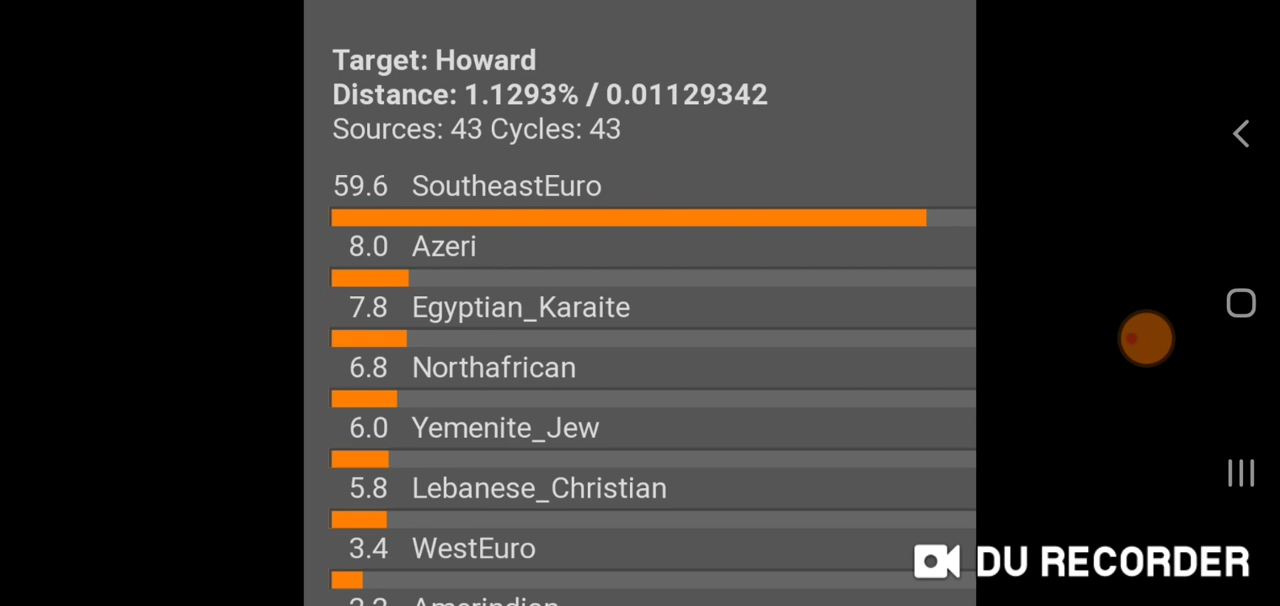 Target: Howard
Distance: 1.1293% / 0.01129342
Sources: 43 Cycles: 43
59.6 SoutheastEuro
8.0 Azeri
7.8 Egyptian_Karaite
6.8 Northafrican
6.0 Yemenite_Jew
5.8 Lebanese_Christian
3.4 WestEuro
DU RECORDER